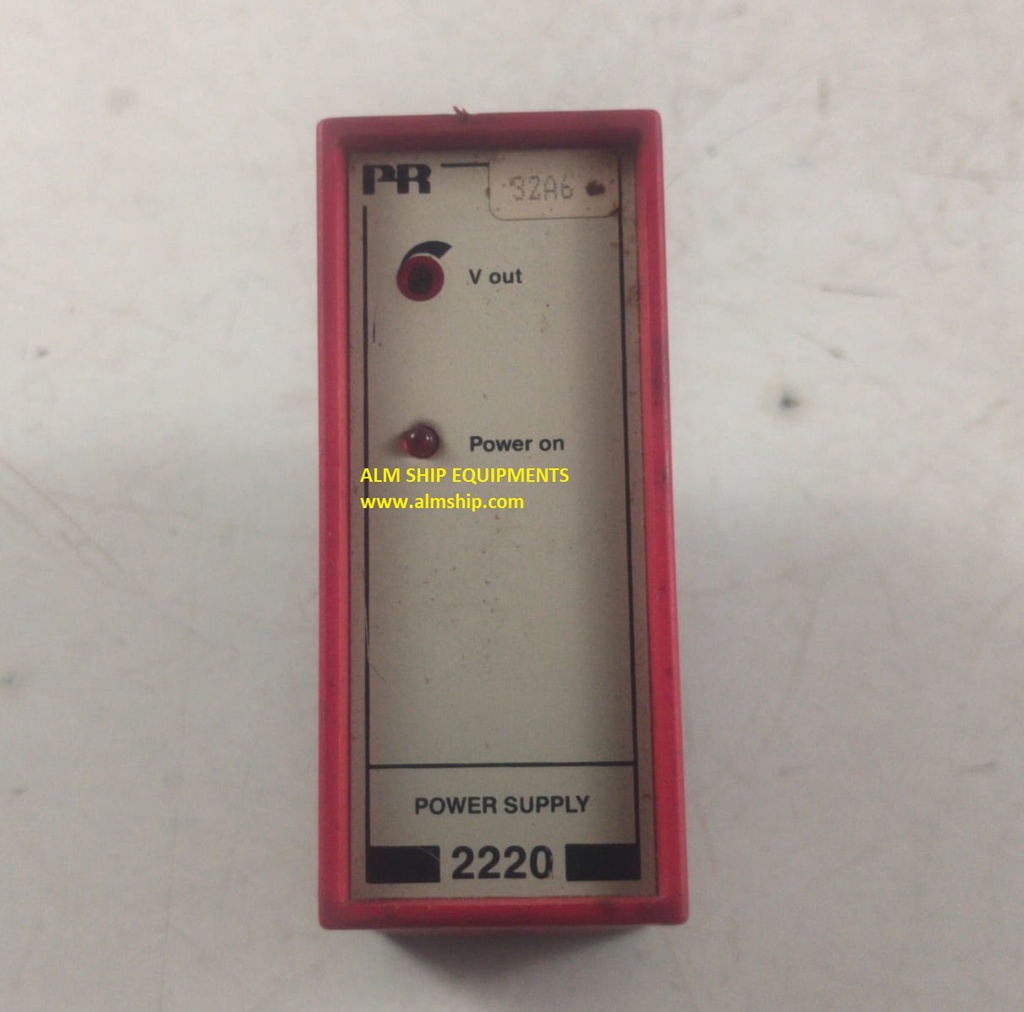 PR
32A6
V out
Power on
ALM SHIP EQUIPMENTS
www.almship.com
POWER SUPPLY
2220